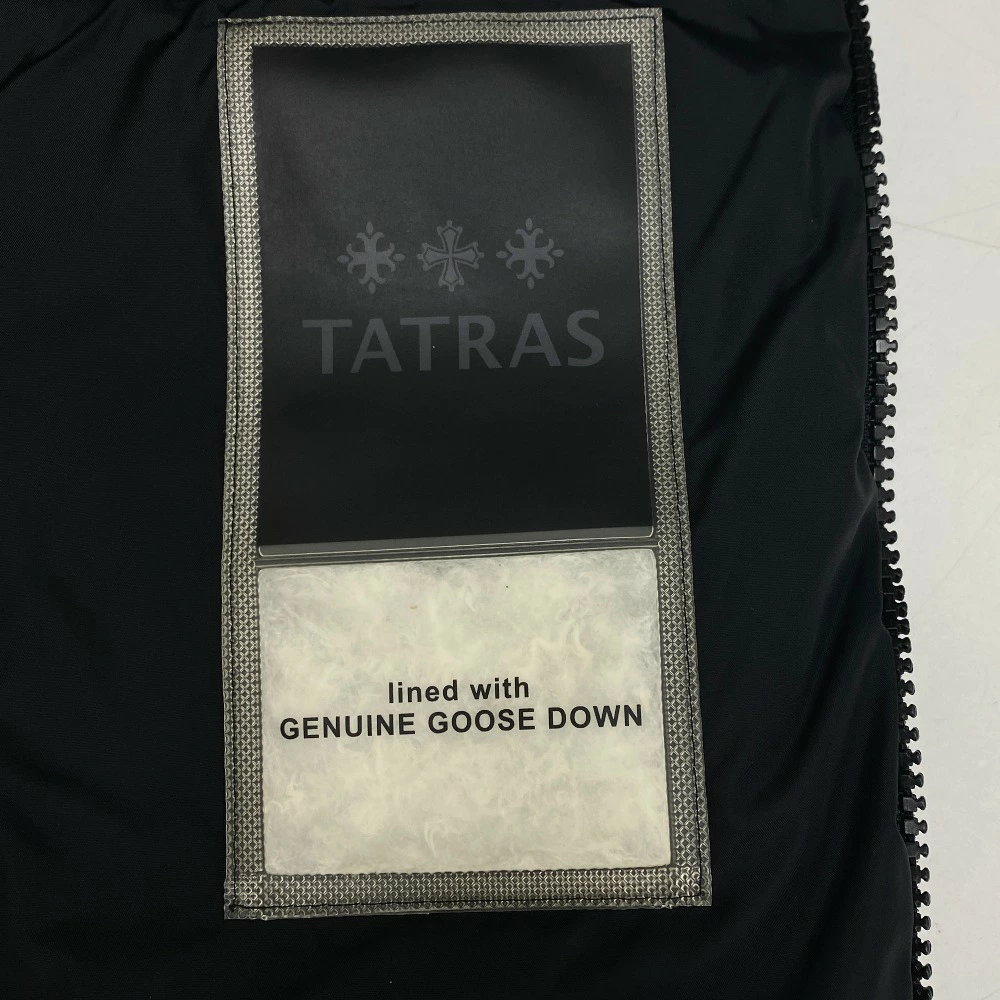 TATRAS
lined with
GENUINE GOOSE DOWN